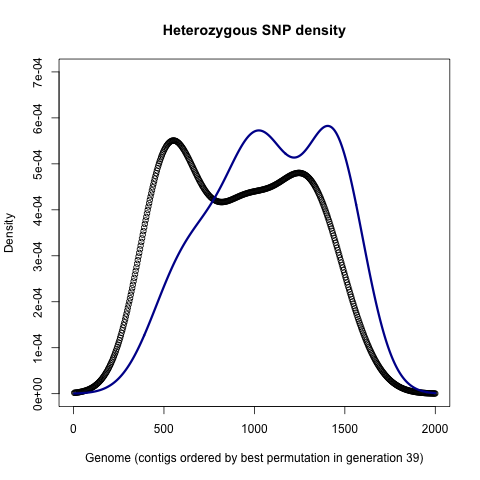 Heterozygous SNP density
Density
7e-04
6e-04
5e-04
4e-04
3e-04
2e-04
1e-04
0e+00
0 500 1000 1500 2000
Genome (contigs ordered by best permutation in generation 39)